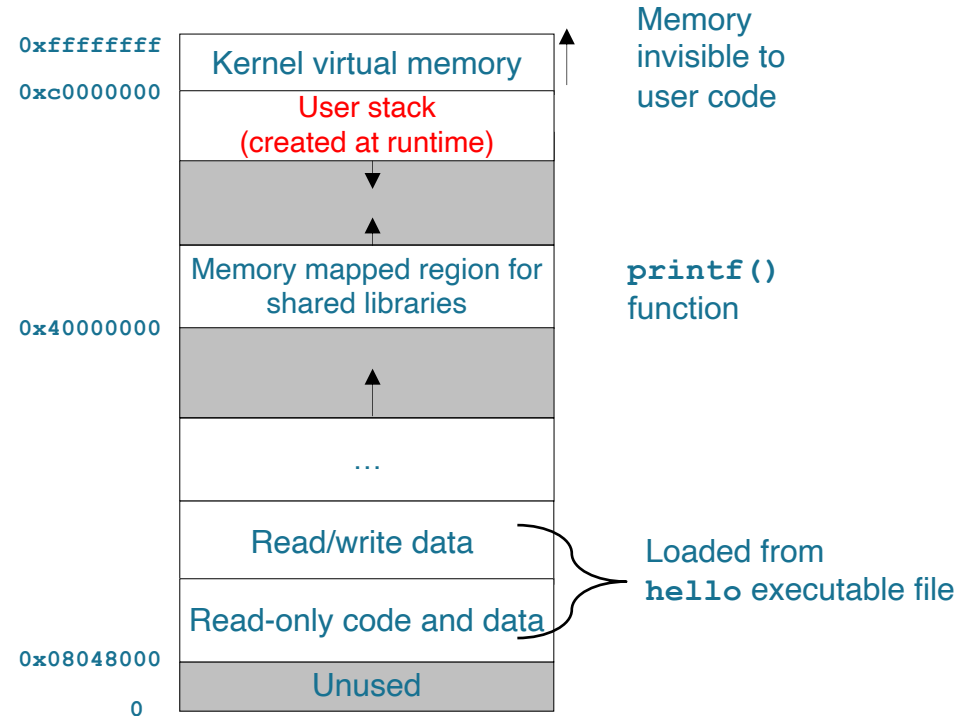 0xffffffff
Kernel virtual memory
Memory
invisible to
user code
0xc0000000
User stack
(created at runtime)
Memory mapped region for
shared libraries
printf()
function
0x40000000
…
Read/write data
Loaded from
hello executable file
Read-only code and data
0x08048000
Unused
0